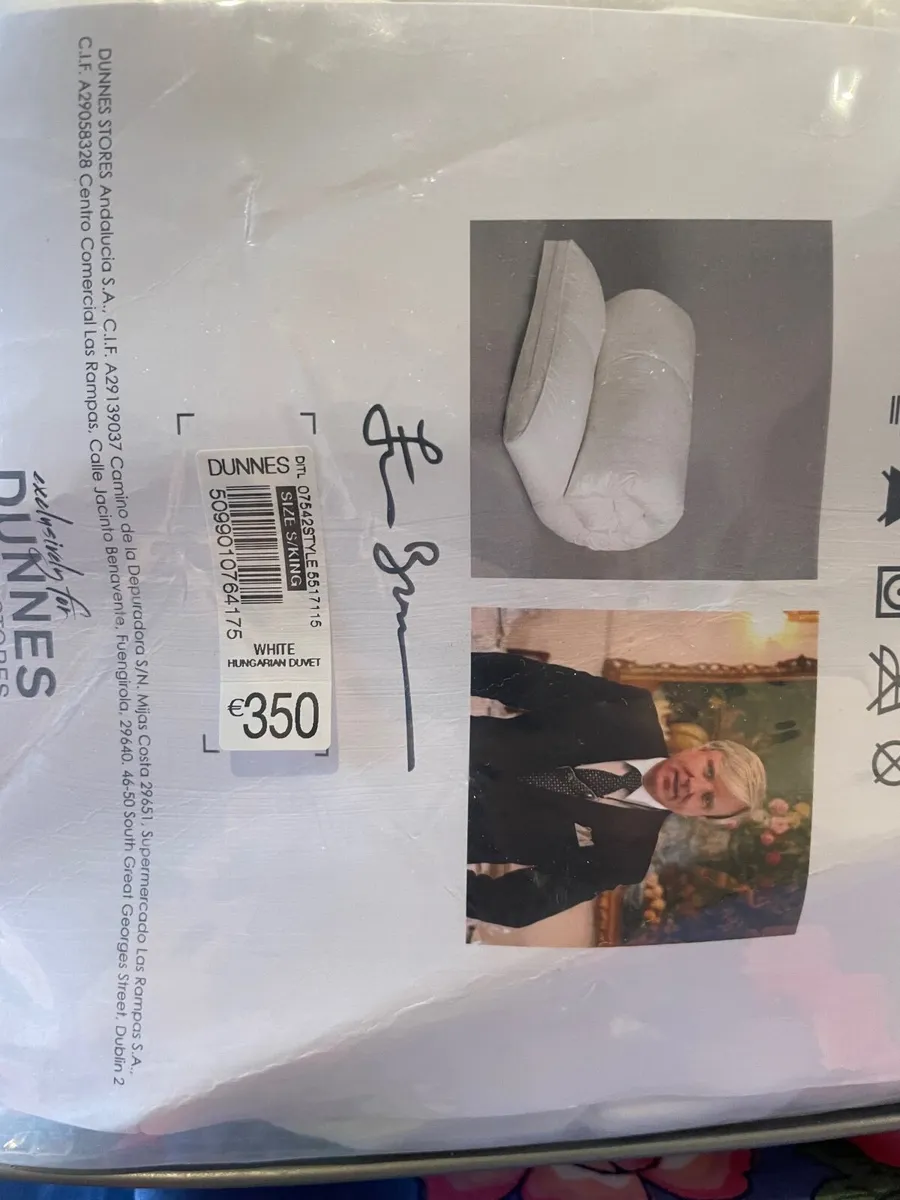 DITL 07542STYLE 5517115
DUNNES
SIZE S/KING
5099010764175
WHITE
HUNGARIAN DUVET
€350
DUNNES STORES Andalucia S.A., C.I.F. A29139037 Camino de la Depuradora S/N. Mijas Costa 29651, Supermercado Las Rampas S.A.,
C.I.F. A29058328 Centro Comercial Las Rampas, Calle Jacinto Benavente, Fuengirola, 29640. 46-50 South Great Georges Street, Dublin 2
exclusively for
DUNNES
STORES